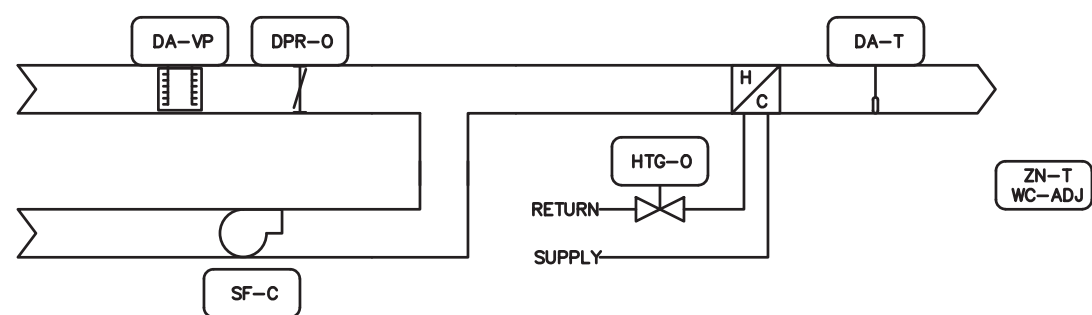 DA-VP
DPR-O
DA-T
H
C
HTG-O
ZN-T
WC-ADJ
RETURN
SUPPLY
SF-C